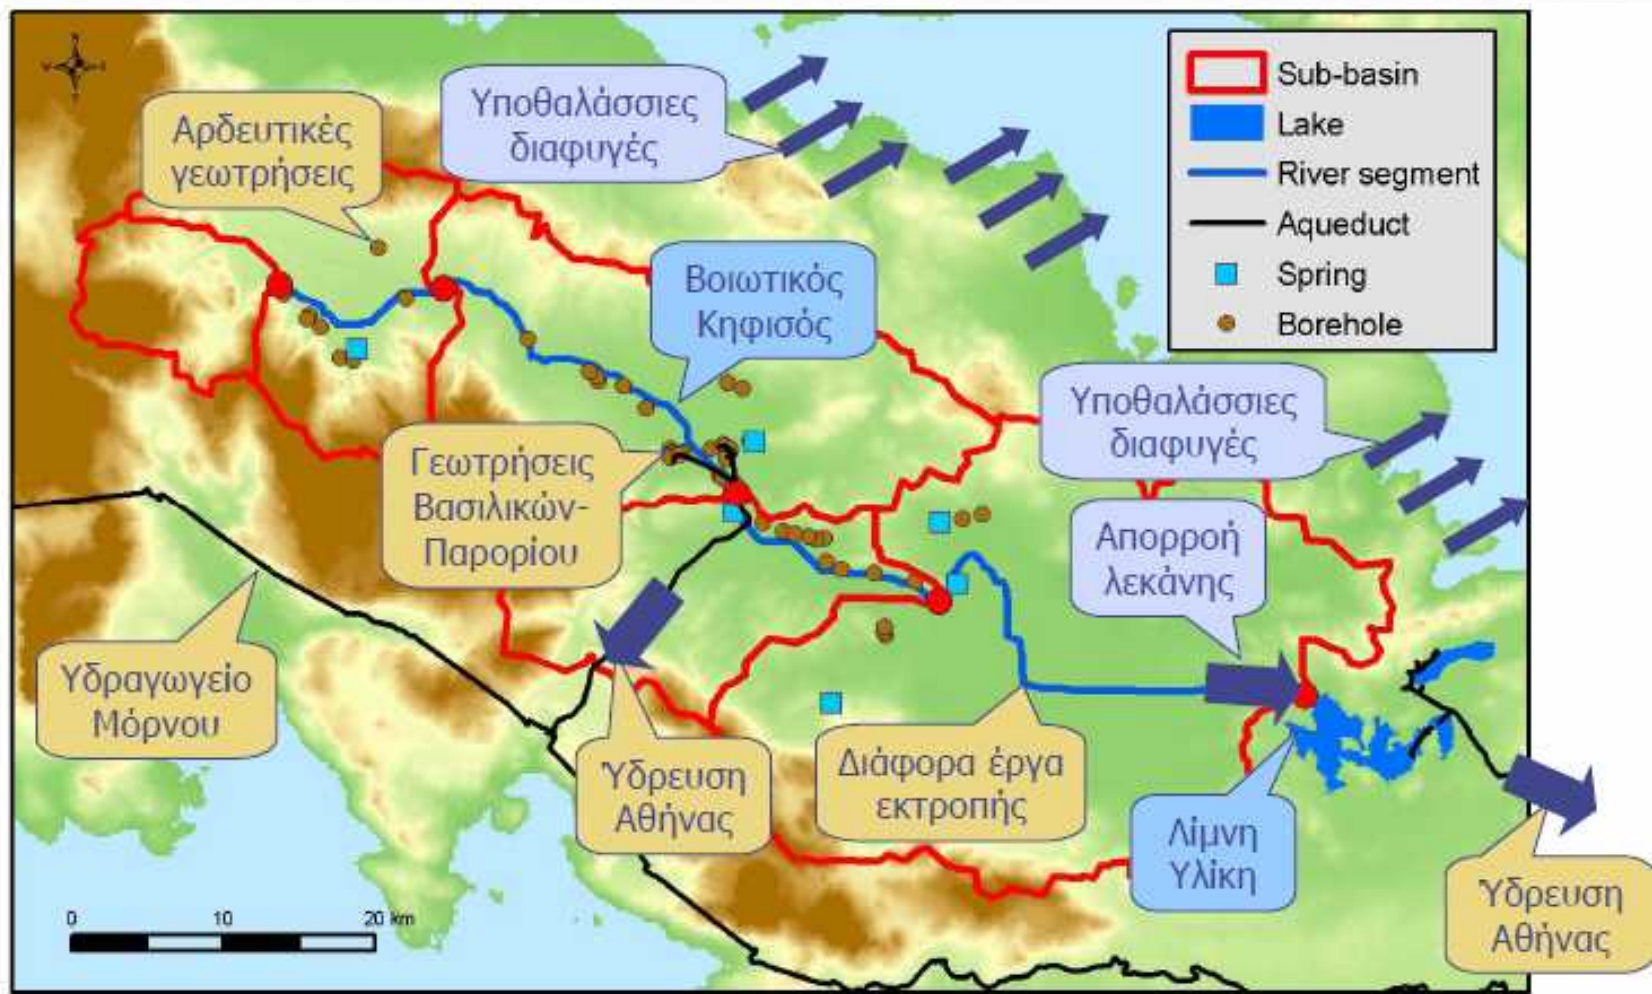 Αρδευτικές
γεωτρήσεις
Υποθαλάσσιες
διαφυγές
Sub-basin
Lake
River segment
Aqueduct
Spring
Borehole
Βοιωτικός
Κηφισός
Υποθαλάσσιες
διαφυγές
Γεωτρήσεις
Βασιλικών-
Παρορίου
Απορροή
λεκάνης
Υδραγωγείο
Μόρνου
Ύδρευση
Αθήνας
Διάφορα έργα
εκτροπής
Λίμνη
Υλίκη
Ύδρευση
Αθήνας
0 10 20 km